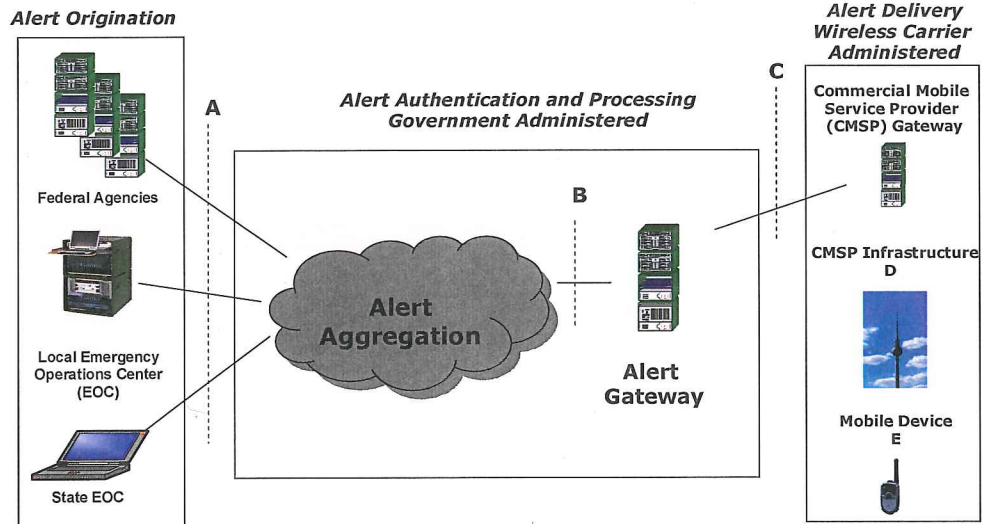 Alert Origination
Federal Agencies
Local Emergency
Operations Center
(EOC)
State EOC
A
Alert Authentication and Processing
Government Administered
B
Alert
Aggregation
Alert
Gateway
C
Alert Delivery
Wireless Carrier
Administered
Commercial Mobile
Service Provider
(CMSP) Gateway
CMSP Infrastructure
D
Mobile Device
E